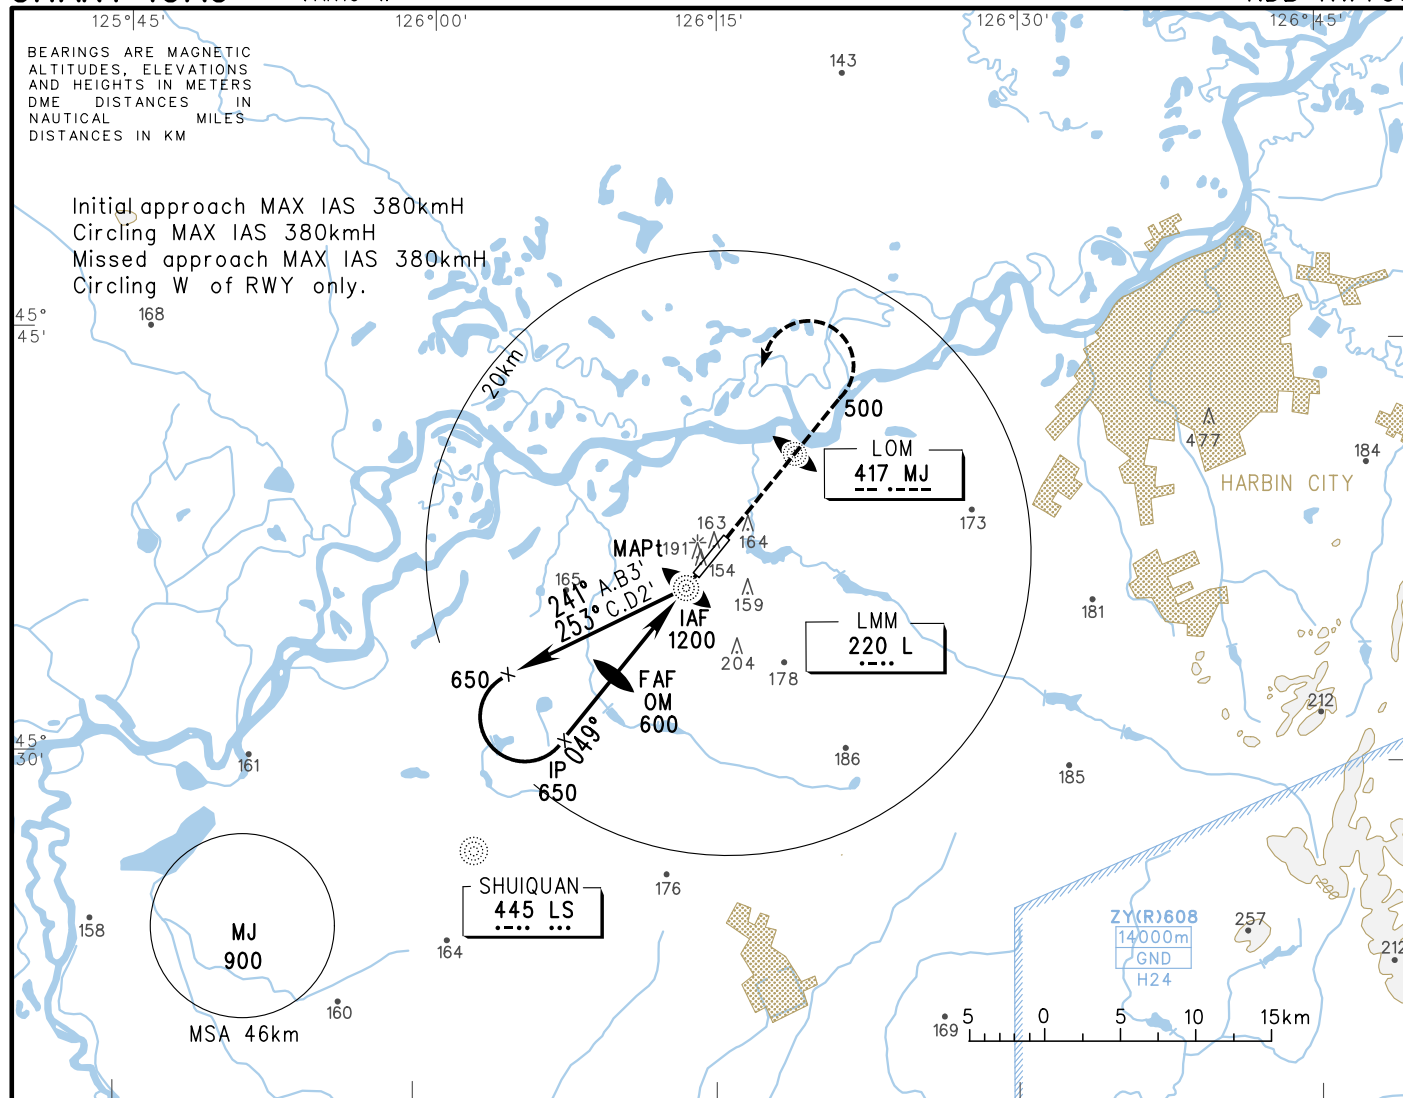 125°45'
126°00'
126°15'
126°30'
126°45'
BEARINGS ARE MAGNETIC
ALTITUDES, ELEVATIONS
AND HEIGHTS IN METERS
DME DISTANCES IN
NAUTICAL MILES
DISTANCES IN KM
143
Initial approach MAX IAS 380kmH
Circling MAX IAS 380kmH
Missed approach MAX IAS 380kmH
Circling W of RWY only.
45°
45'
168
20km
500
LOM
417 MJ
477
184
HARBIN CITY
173
163
164
MAPt
191
154
165
241° A.B3'
253° C.D2'
159
181
IAF
1200
LMM
220 L
204
178
650
FAF
OM
600
212
45°
30'
049°
161
IP
650
186
185
SHUIQUAN
445 LS
176
200
158
MJ
900
164
ZY(R)608
14000m
GND
H24
257
212
160
MSA 46km
169
5 0 5 10 15km